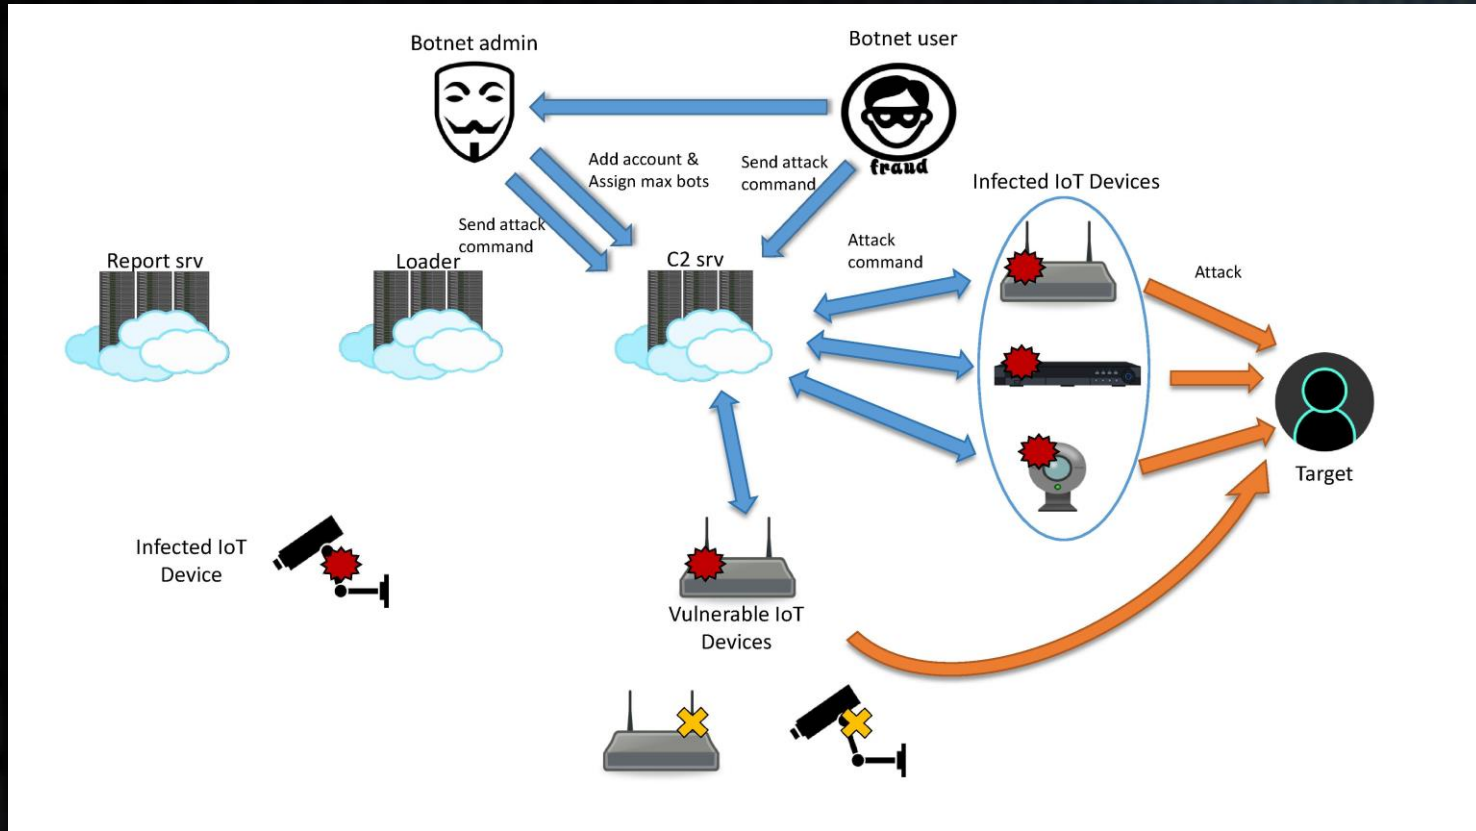 Botnet admin
Botnet user
fraud
Add account &
Assign max bots
Send attack
command
Send attack
command
Infected IoT Devices
Attack
command
Attack
Report srv
Loader
C2 srv
Target
Infected IoT
Device
Vulnerable IoT
Devices